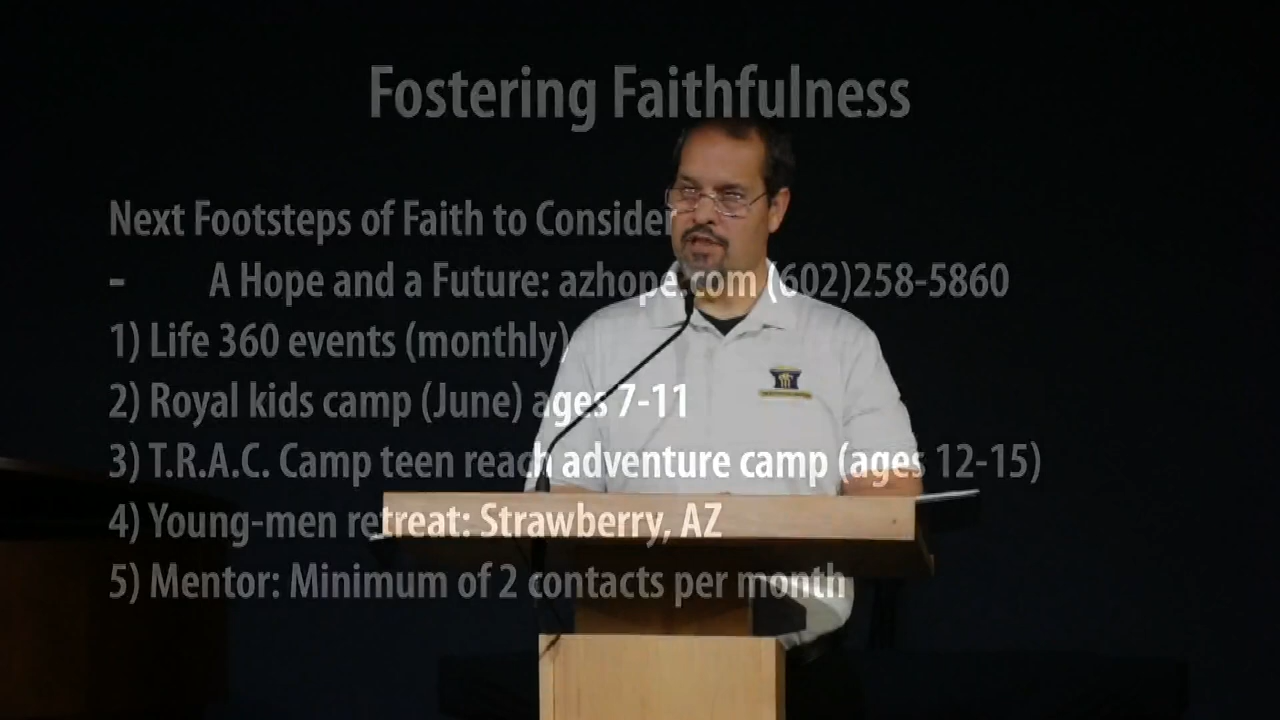 Fostering Faithfulness
Next Footsteps of Faith to Consider
- A Hope and a Future: azhope.com (602)258-5860
1) Life 360 events (monthly)
2) Royal kids camp (June) ages 7-11
3) T.R.A.C. Camp teen reach adventure camp (ages 12-15)
4) Young-men retreat: Strawberry, AZ
5) Mentor: Minimum of 2 contacts per month